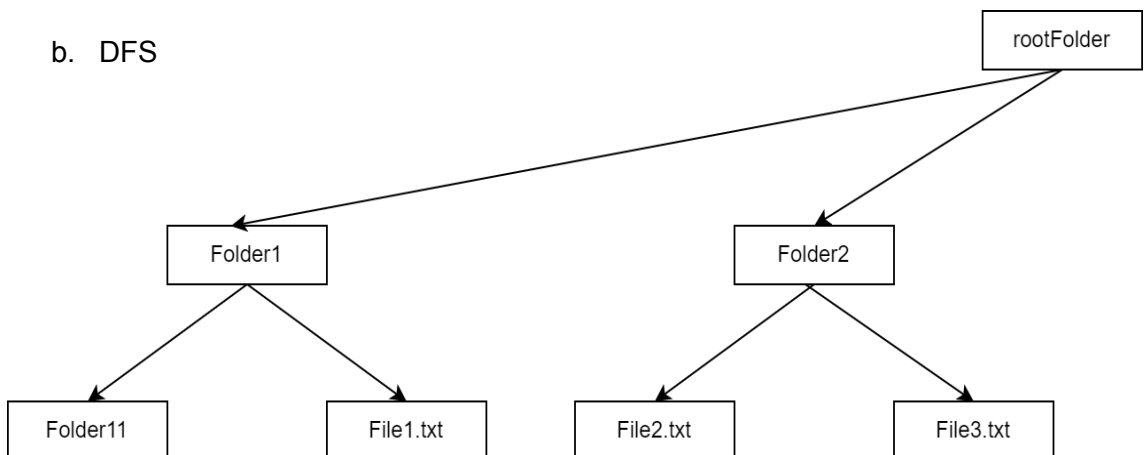 rootFolder
b. DFS
Folder1
Folder2
Folder11
File1.txt
File2.txt
File3.txt